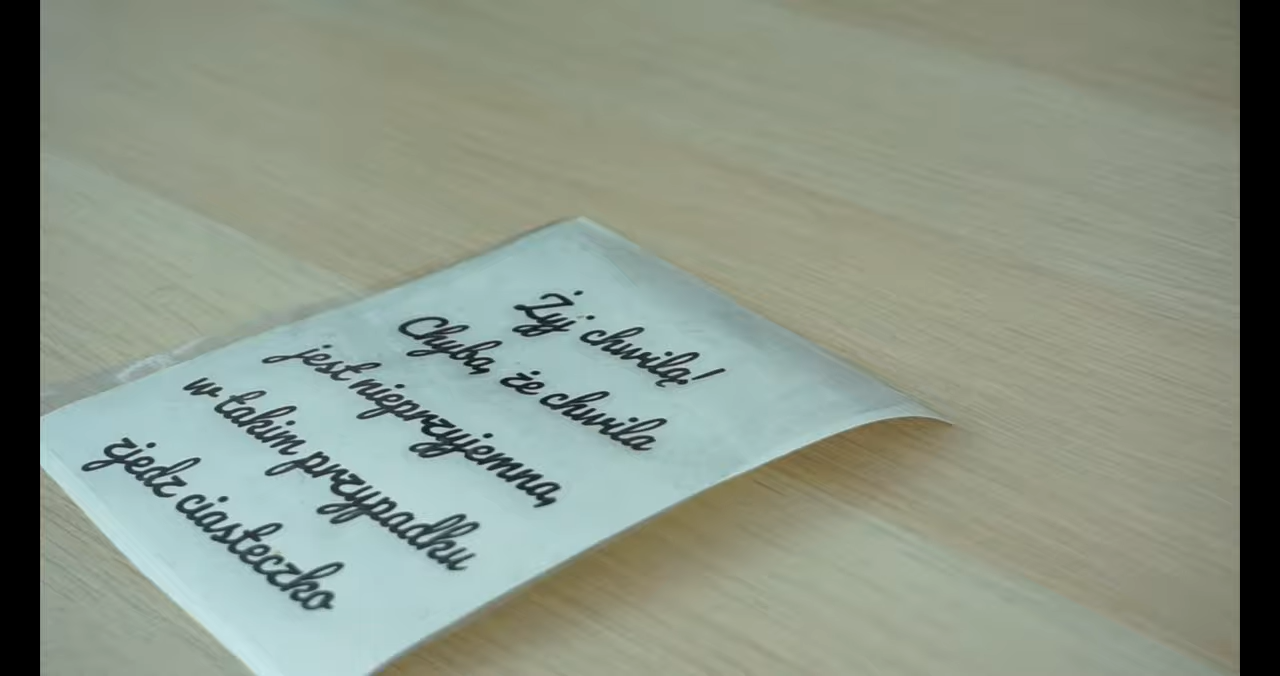 Żyj chwilą!
Chyba, że chwila
jest nieprzyjemna,
w takim przypadku
zjedz ciasteczko